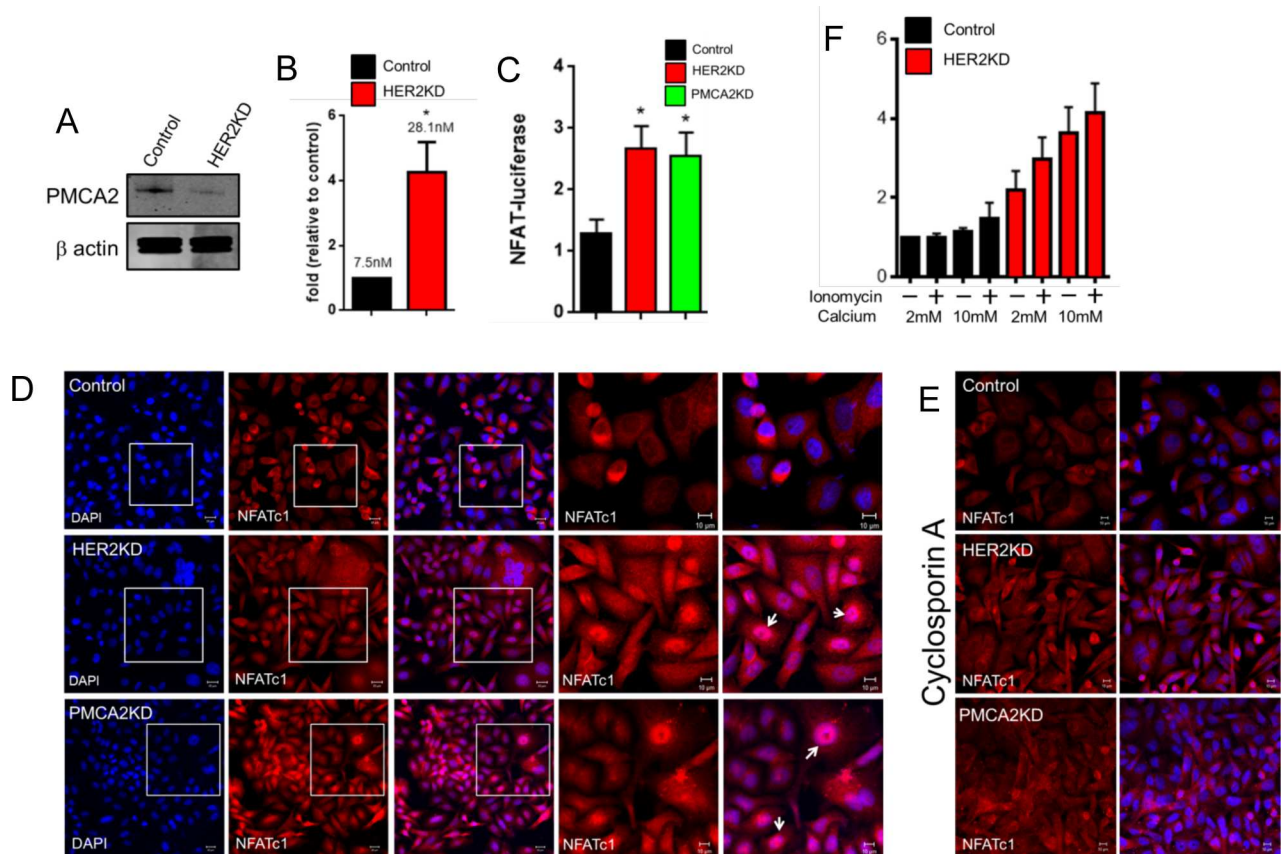 A
Control
HER2KD
PMCA2
β actin
B
Control
HER2KD
fold (relative to control)
6
4
2
0
7.5nM
*
28.1nM
C
Control
HER2KD
PMCA2KD
NFAT-luciferase
4
3
2
1
0
*
*
F
Control
HER2KD
6
4
2
0
Ionomycin − + − + − + − +
Calcium 2mM 10mM 2mM 10mM
D
Control
DAPI
NFATc1
NFATc1
10 µm
10 µm
HER2KD
DAPI
NFATc1
NFATc1
10 µm
10 µm
PMCA2KD
DAPI
NFATc1
NFATc1
10 µm
10 µm
E
Cyclosporin A
Control
NFATc1
HER2KD
NFATc1
PMCA2KD
NFATc1